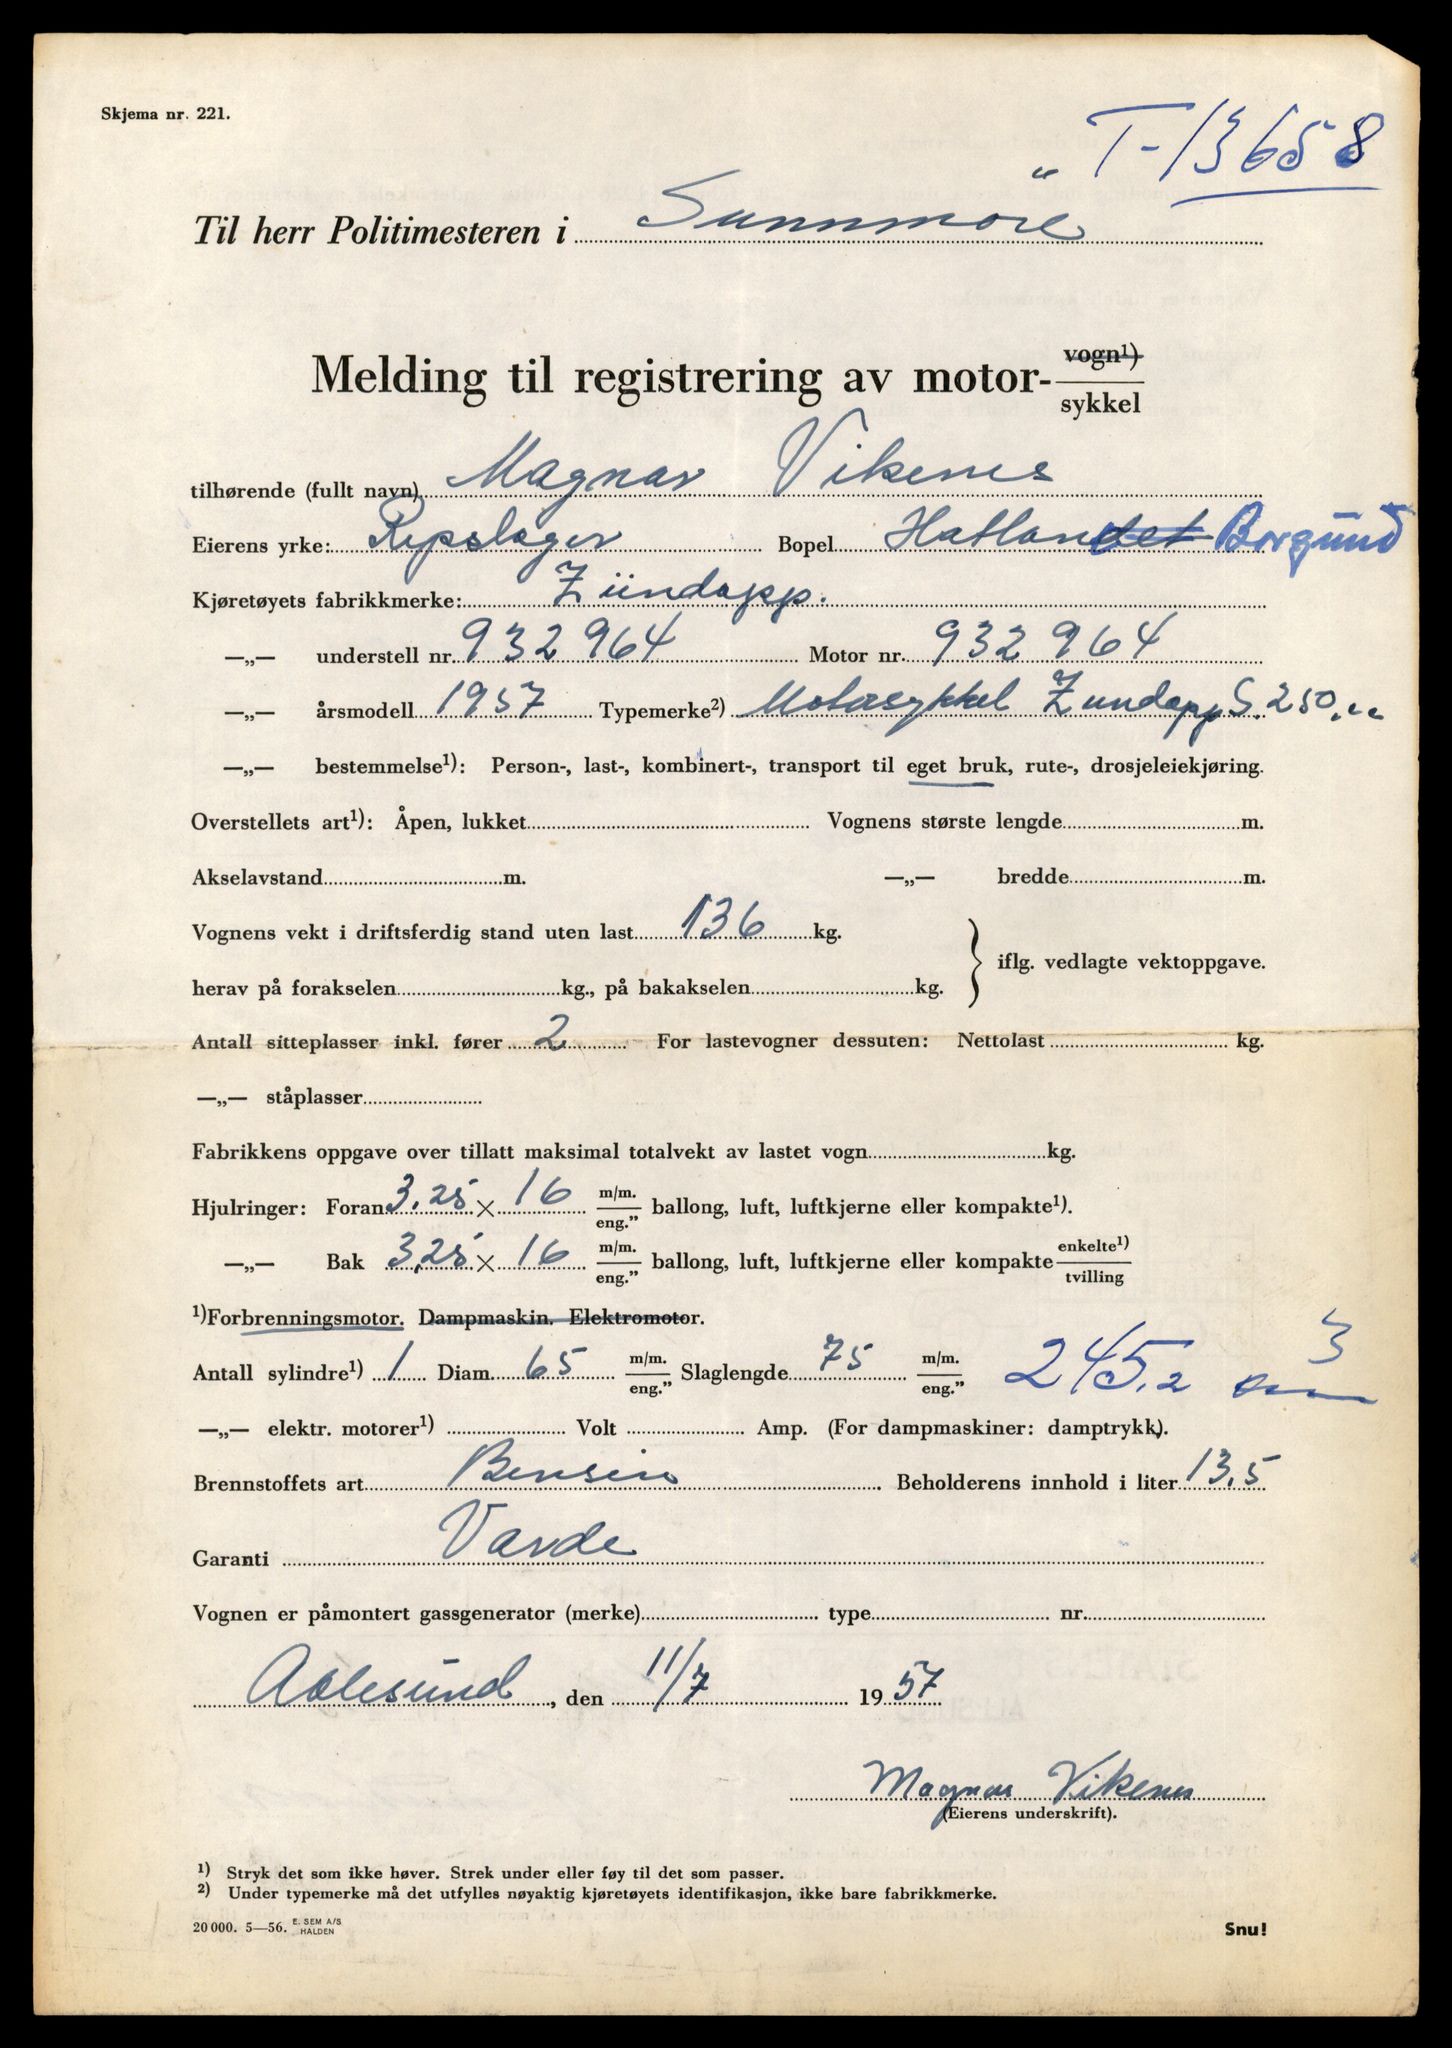 Skjema nr. 221.
„ T-13658
Til herr Politimesteren i Sunnmøre
Melding til registrering av motor-vogn¹)/sykkel
tilhørende (fullt navn) Magnar Vikenes
Eierens yrke: Repslager Bopel Hatlandet Borgund
Kjøretøyets fabrikkmerke: Zündapp.
—„— understell nr. 932964 Motor nr. 932964
—„— årsmodell 1957 Typemerke²) Motorsykkel Zundapp S. 250
—„— bestemmelse¹): Person-, last-, kombinert-, transport til eget bruk, rute-, drosjeleiekjøring.
Overstellets art¹): Åpen, lukket Vognens største lengde m.
Akselavstand m. —„— bredde m.
Vognens vekt i driftsferdig stand uten last 136 kg.
iflg. vedlagte vektoppgave.
herav på forakselen kg., på bakakselen kg.
Antall sitteplasser inkl. fører 2 For lastevogner dessuten: Nettolast kg.
—„— ståplasser
Fabrikkens oppgave over tillatt maksimal totalvekt av lastet vogn kg.
Hjulringer: Foran 3.25 × 16 m/m. eng.” ballong, luft, luftkjerne eller kompakte¹).
—„— Bak 3,25 × 16 m/m. eng.” ballong, luft, luftkjerne eller kompakte enkelte¹) tvilling
¹)Forbrenningsmotor. Dampmaskin. Elektromotor.
Antall sylindre¹) 1 Diam. 65 m/m. eng.” Slaglengde 75 m/m. eng.” 245.2 cm³
—„— elektr. motorer¹) Volt Amp. (For dampmaskiner: damptrykk).
Brennstoffets art Bensin Beholderens innhold i liter 13,5
Garanti Varde
Vognen er påmontert gassgenerator (merke) type nr.
Aalesund, den 11/7 1957
Magnar Vikenes
(Eierens underskrift).
¹) Stryk det som ikke høver. Strek under eller føy til det som passer.
²) Under typemerke må det utfylles nøyaktig kjøretøyets identifikasjon, ikke bare fabrikkmerke.
20 000. 5—56. E. SEM A/S HALDEN Snu!